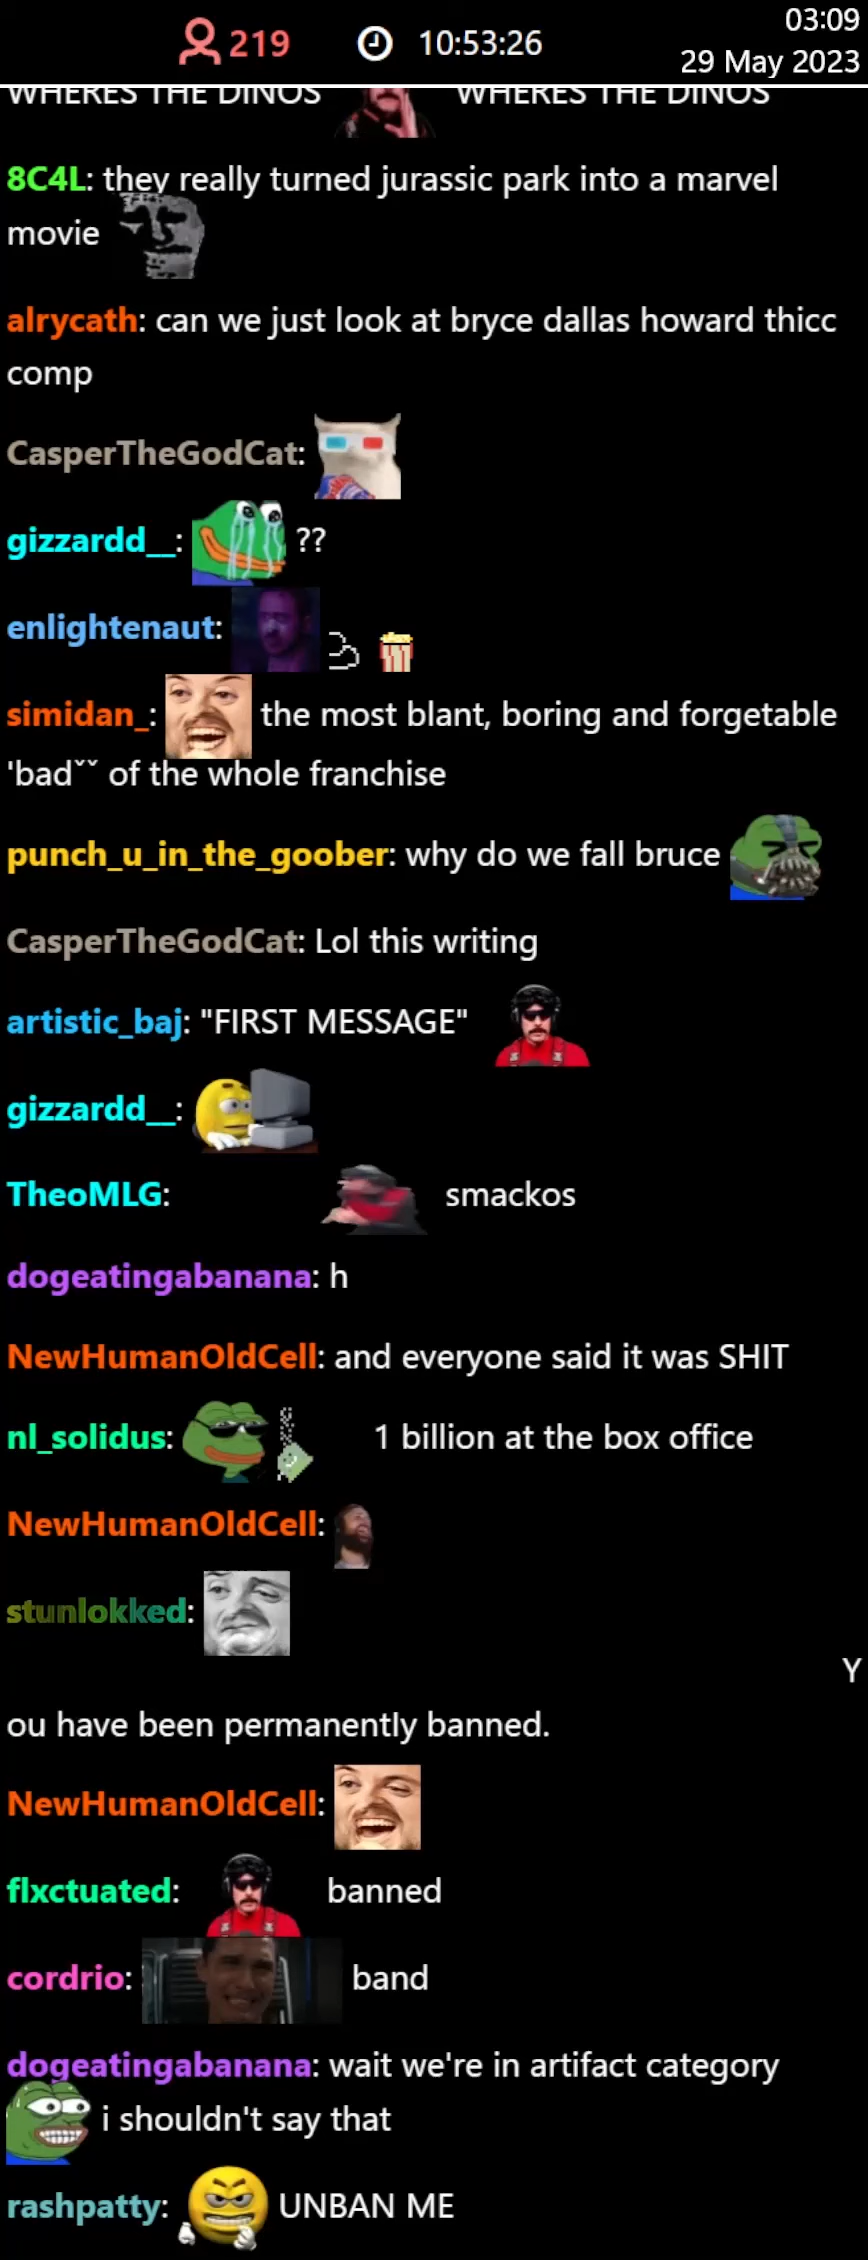 219 10:53:26 03:09
29 May 2023
WHERES THE DINOS WHERES THE DINOS
8C4L: they really turned jurassic park into a marvel
movie
alrycath: can we just look at bryce dallas howard thicc
comp
CasperTheGodCat:
gizzardd__: ??
enlightenaut:
simidan_: the most blant, boring and forgetable
'badˇˇ of the whole franchise
punch_u_in_the_goober: why do we fall bruce
CasperTheGodCat: Lol this writing
artistic_baj: "FIRST MESSAGE"
gizzardd__:
TheoMLG: smackos
dogeatingabanana: h
NewHumanOldCell: and everyone said it was SHIT
nl_solidus: 1 billion at the box office
NewHumanOldCell:
stunlokked:
Y
ou have been permanently banned.
NewHumanOldCell:
flxctuated: banned
cordrio: band
dogeatingabanana: wait we're in artifact category
i shouldn't say that
rashpatty: UNBAN ME